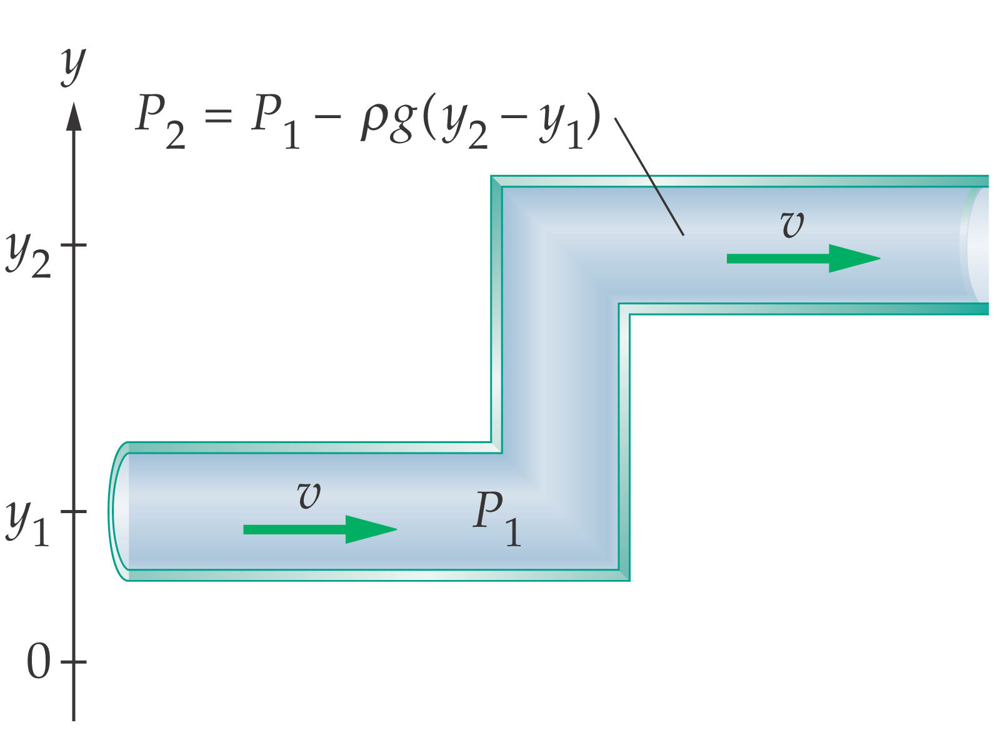 y
P₂ = P₁ − ρg(y₂ − y₁)
y₂
v
v
P₁
y₁
0